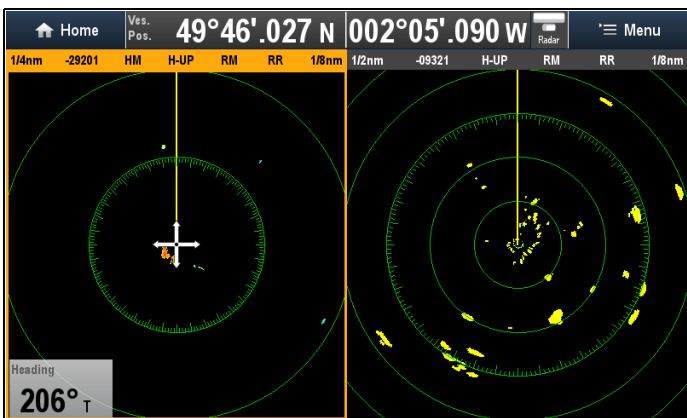 Home Ves. Pos. 49°46'.027 N 002°05'.090 W Radar Menu
1/4nm -29201 HM H-UP RM RR 1/8nm 1/2nm -09321 H-UP RM RR 1/8nm
Heading
206° T